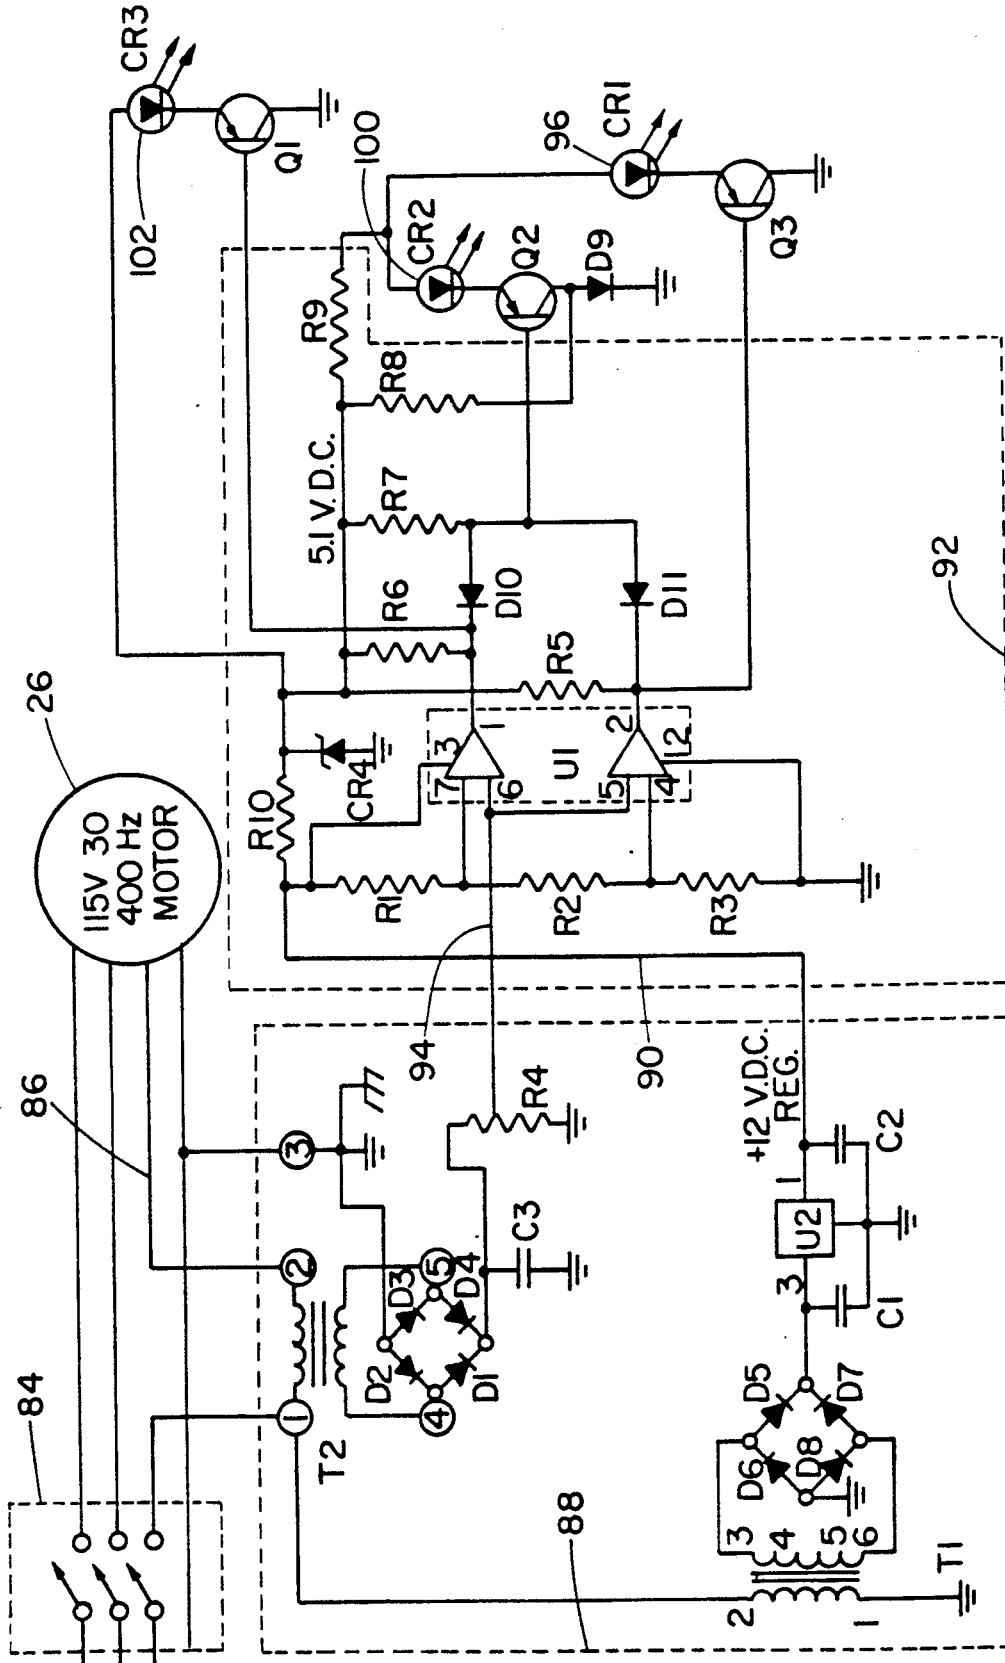 CR3
102
Q1
26
115V 30
400 Hz
MOTOR
86
84
100
CR2
96
CR1
Q2
D9
Q3
R9
R8
5.1 V.D.C.
R7
R6
D10
D11
R5
R10
CR4
3
7
1
6
U1
5
2
4
12
R1
R2
R3
92
94
90
3
2
1
T2
R4
D3
5
D4
D2
D1
4
C3
+12 V.D.C.
REG.
C2
1
U2
3
C1
D5
D7
D6
D8
88
3
4
5
6
2
1
T1